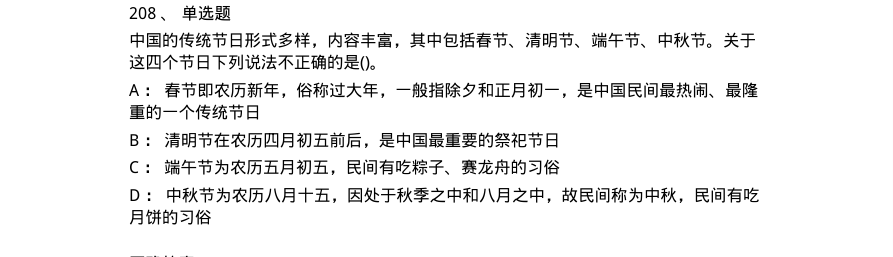 208 、 单选题
中国的传统节日形式多样，内容丰富，其中包括春节、清明节、端午节、中秋节。关于
这四个节日下列说法不正确的是()。
A ： 春节即农历新年，俗称过大年，一般指除夕和正月初一，是中国民间最热闹、最隆
重的一个传统节日
B ： 清明节在农历四月初五前后，是中国最重要的祭祀节日
C ： 端午节为农历五月初五，民间有吃粽子、赛龙舟的习俗
D ： 中秋节为农历八月十五，因处于秋季之中和八月之中，故民间称为中秋，民间有吃
月饼的习俗